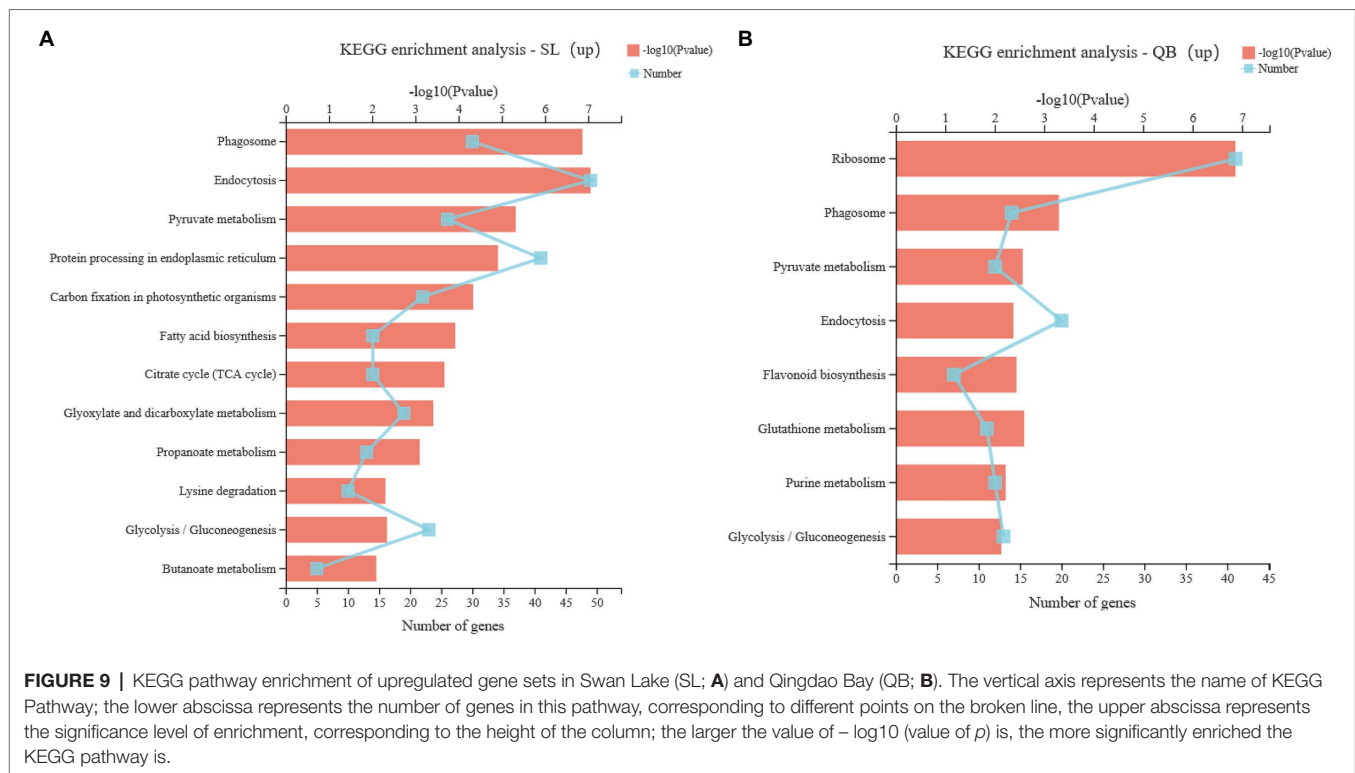 A
KEGG enrichment analysis - SL (up)
-log10(Pvalue)
Number
-log10(Pvalue)
0 1 2 3 4 5 6 7
Phagosome
Endocytosis
Pyruvate metabolism
Protein processing in endoplasmic reticulum
Carbon fixation in photosynthetic organisms
Fatty acid biosynthesis
Citrate cycle (TCA cycle)
Glyoxylate and dicarboxylate metabolism
Propanoate metabolism
Lysine degradation
Glycolysis / Gluconeogenesis
Butanoate metabolism
0 5 10 15 20 25 30 35 40 45 50
Number of genes
B
KEGG enrichment analysis - QB (up)
-log10(Pvalue)
Number
-log10(Pvalue)
0 1 2 3 4 5 6 7
Ribosome
Phagosome
Pyruvate metabolism
Endocytosis
Flavonoid biosynthesis
Glutathione metabolism
Purine metabolism
Glycolysis / Gluconeogenesis
0 5 10 15 20 25 30 35 40 45
Number of genes
FIGURE 9 | KEGG pathway enrichment of upregulated gene sets in Swan Lake (SL; A) and Qingdao Bay (QB; B). The vertical axis represents the name of KEGG
Pathway; the lower abscissa represents the number of genes in this pathway, corresponding to different points on the broken line, the upper abscissa represents
the significance level of enrichment, corresponding to the height of the column; the larger the value of – log10 (value of p) is, the more significantly enriched the
KEGG pathway is.